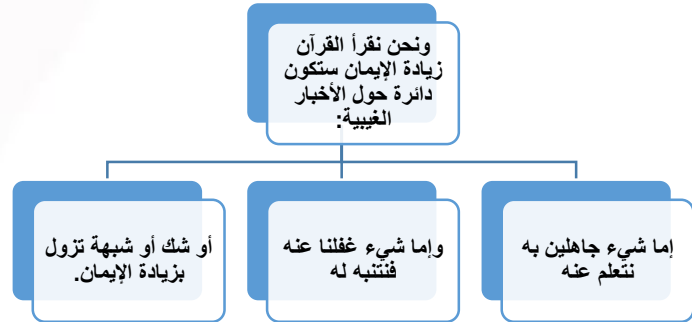 ونحن نقرأ القرآن
زيادة الإيمان ستكون
دائرة حول الأخبار
الغيبية:
إما شيء جاهلين به
نتعلم عنه
وإما شيء غفلنا عنه
فنتنبه له
أو شك أو شبهة تزول
بزيادة الإيمان.